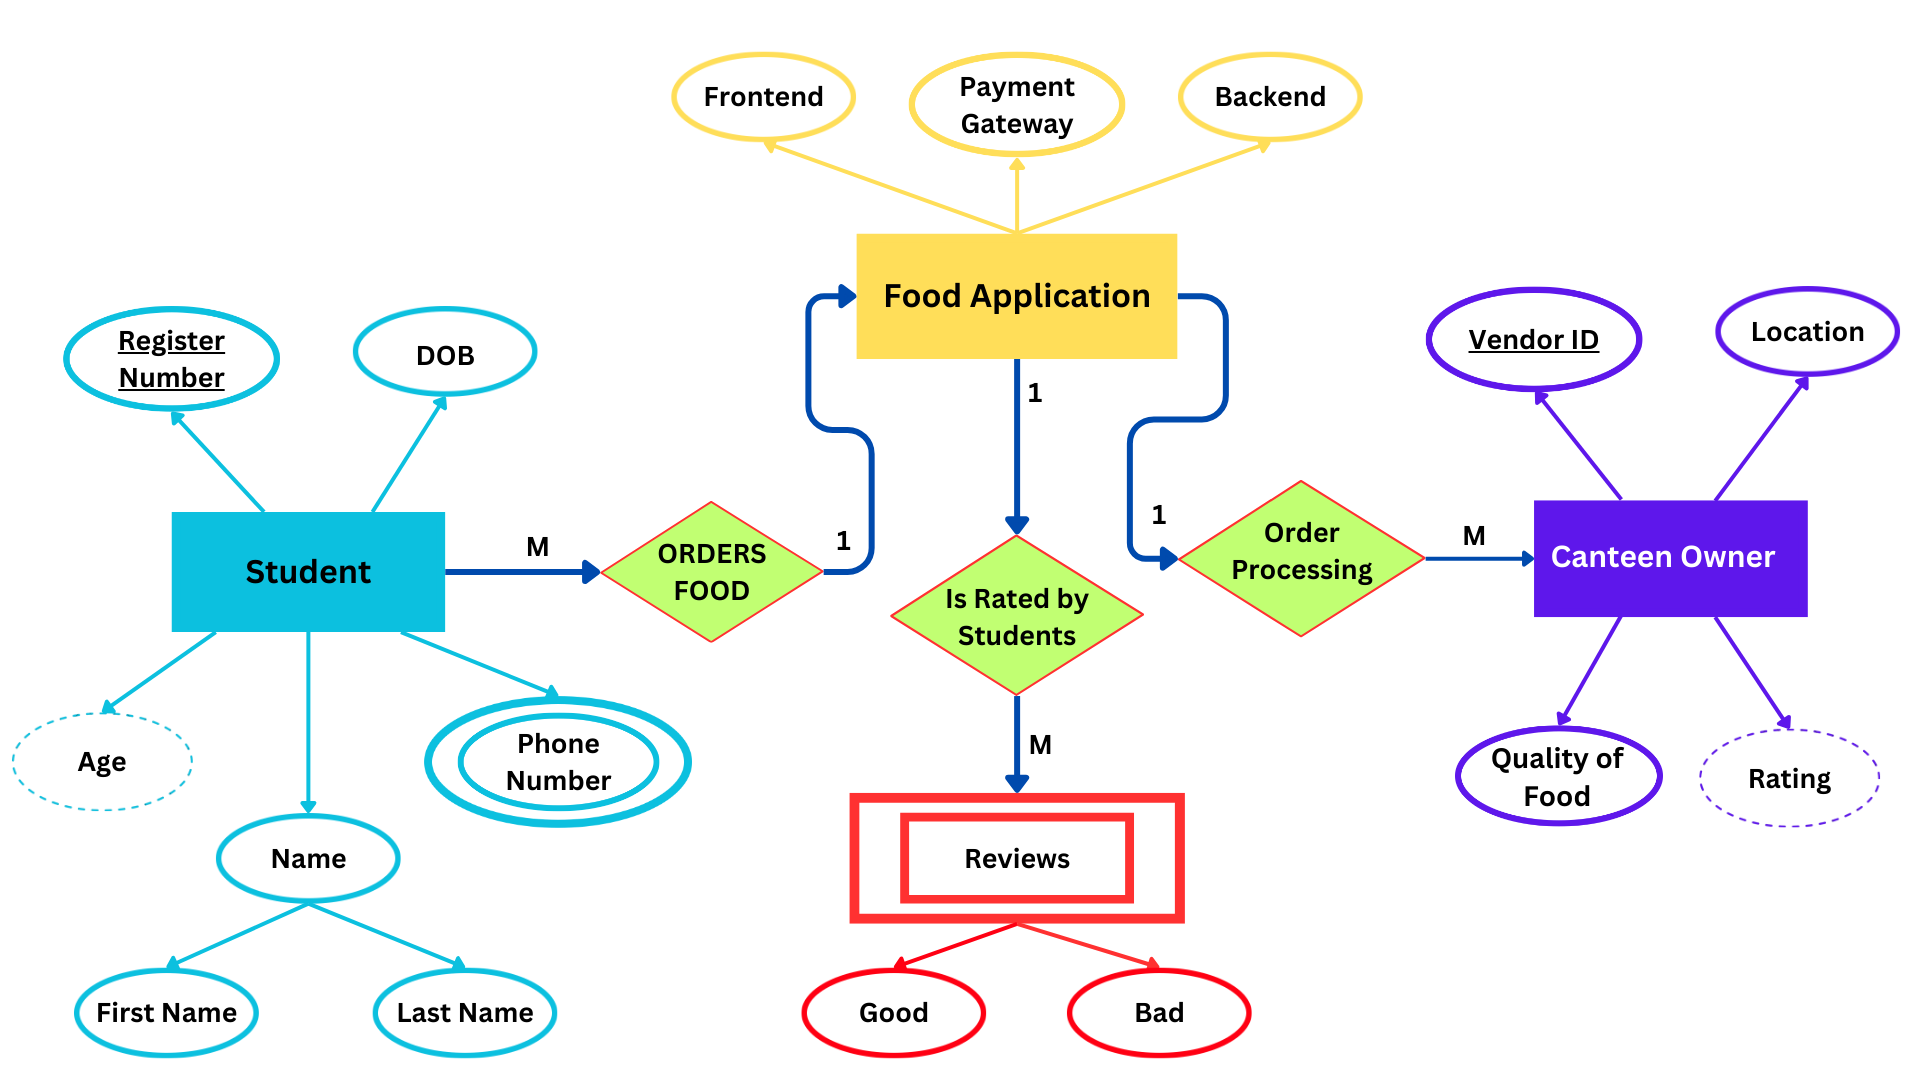 Frontend
Payment
Gateway
Backend
Food Application
Register
Number
DOB
Vendor ID
Location
1
Student
M
ORDERS
FOOD
1
Is Rated by
Students
1
Order
Processing
M
Canteen Owner
Age
Phone
Number
M
Quality of
Food
Rating
Name
Reviews
First Name
Last Name
Good
Bad